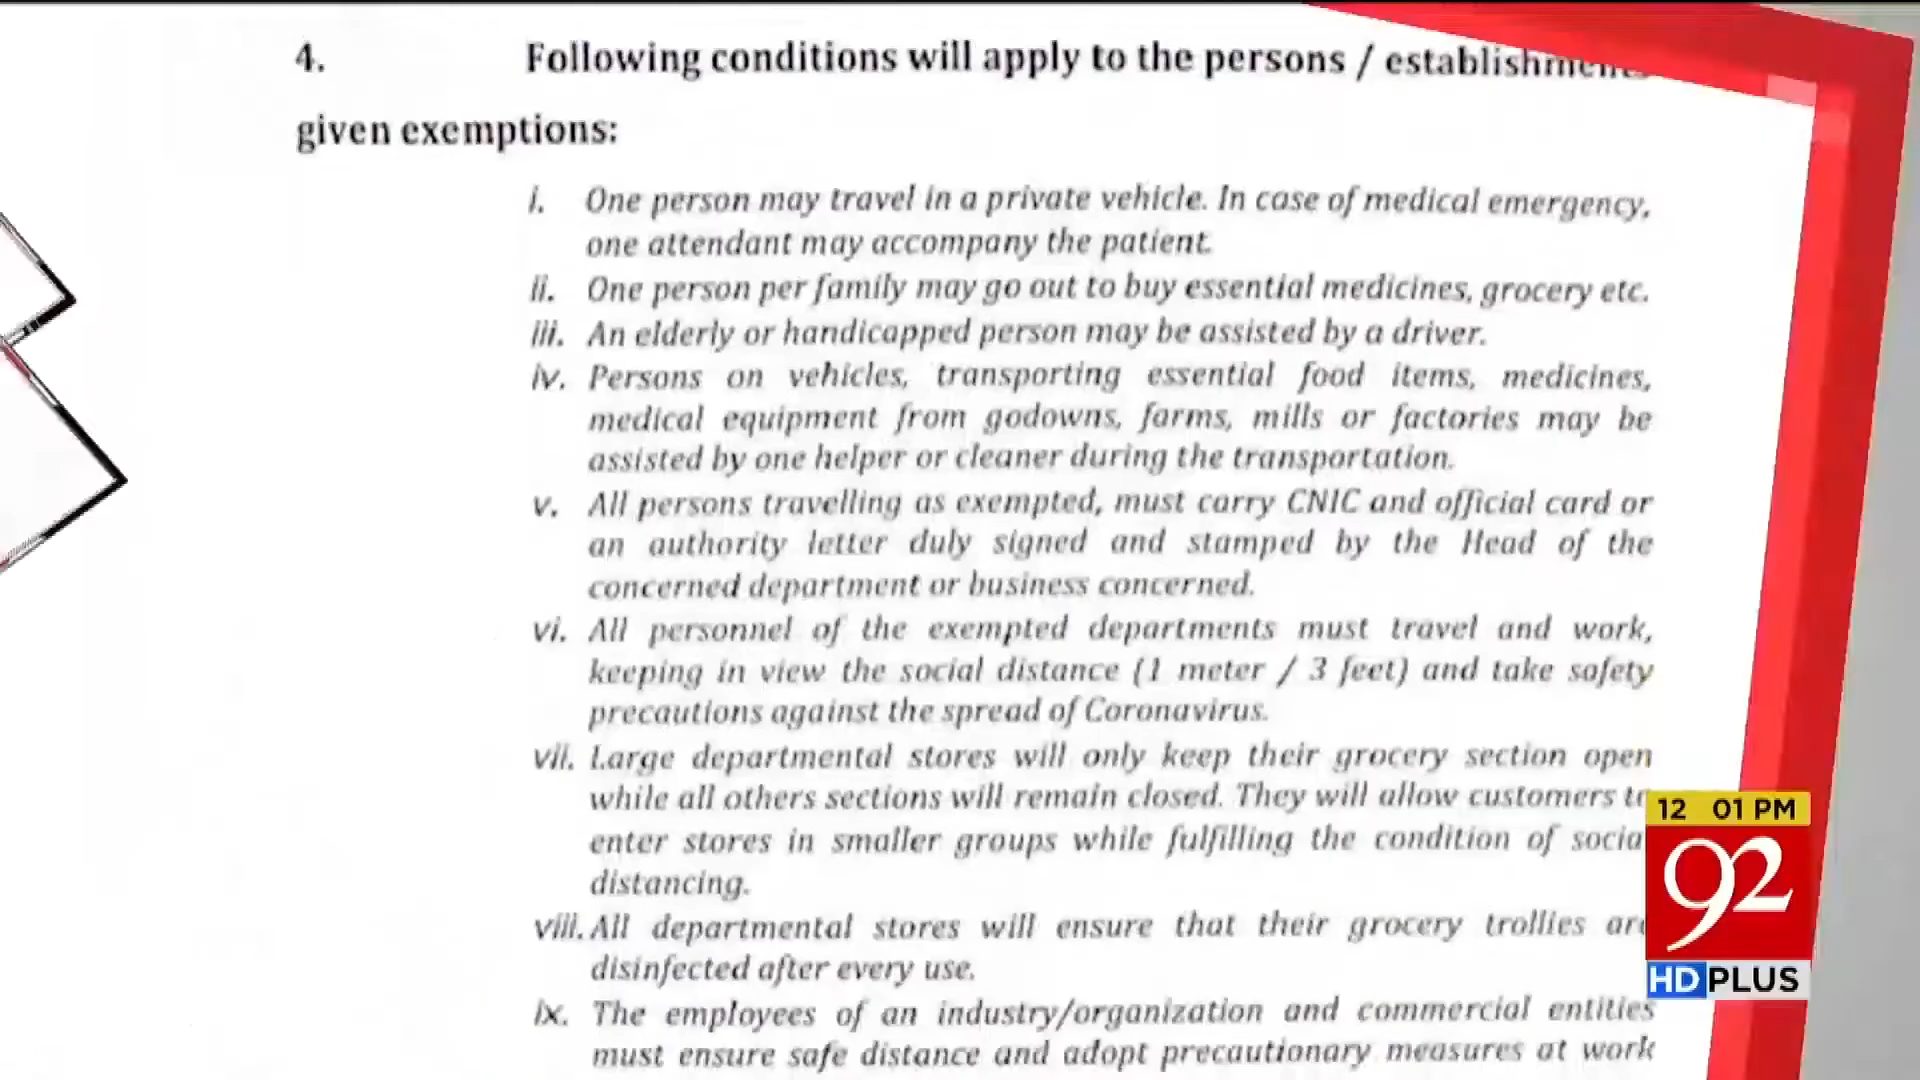 4. Following conditions will apply to the persons / establishments
given exemptions:
i. One person may travel in a private vehicle. In case of medical emergency,
one attendant may accompany the patient.
ii. One person per family may go out to buy essential medicines, grocery etc.
iii. An elderly or handicapped person may be assisted by a driver.
iv. Persons on vehicles, transporting essential food items, medicines,
medical equipment from godowns, farms, mills or factories may be
assisted by one helper or cleaner during the transportation.
v. All persons travelling as exempted, must carry CNIC and official card or
an authority letter duly signed and stamped by the Head of the
concerned department or business concerned.
vi. All personnel of the exempted departments must travel and work,
keeping in view the social distance (1 meter / 3 feet) and take safety
precautions against the spread of Coronavirus.
vii. Large departmental stores will only keep their grocery section open
while all others sections will remain closed. They will allow customers to
enter stores in smaller groups while fulfilling the condition of social
distancing.
viii. All departmental stores will ensure that their grocery trollies are
disinfected after every use.
ix. The employees of an industry/organization and commercial entities
must ensure safe distance and adopt precautionary measures at work
12 01 PM
92
HD PLUS